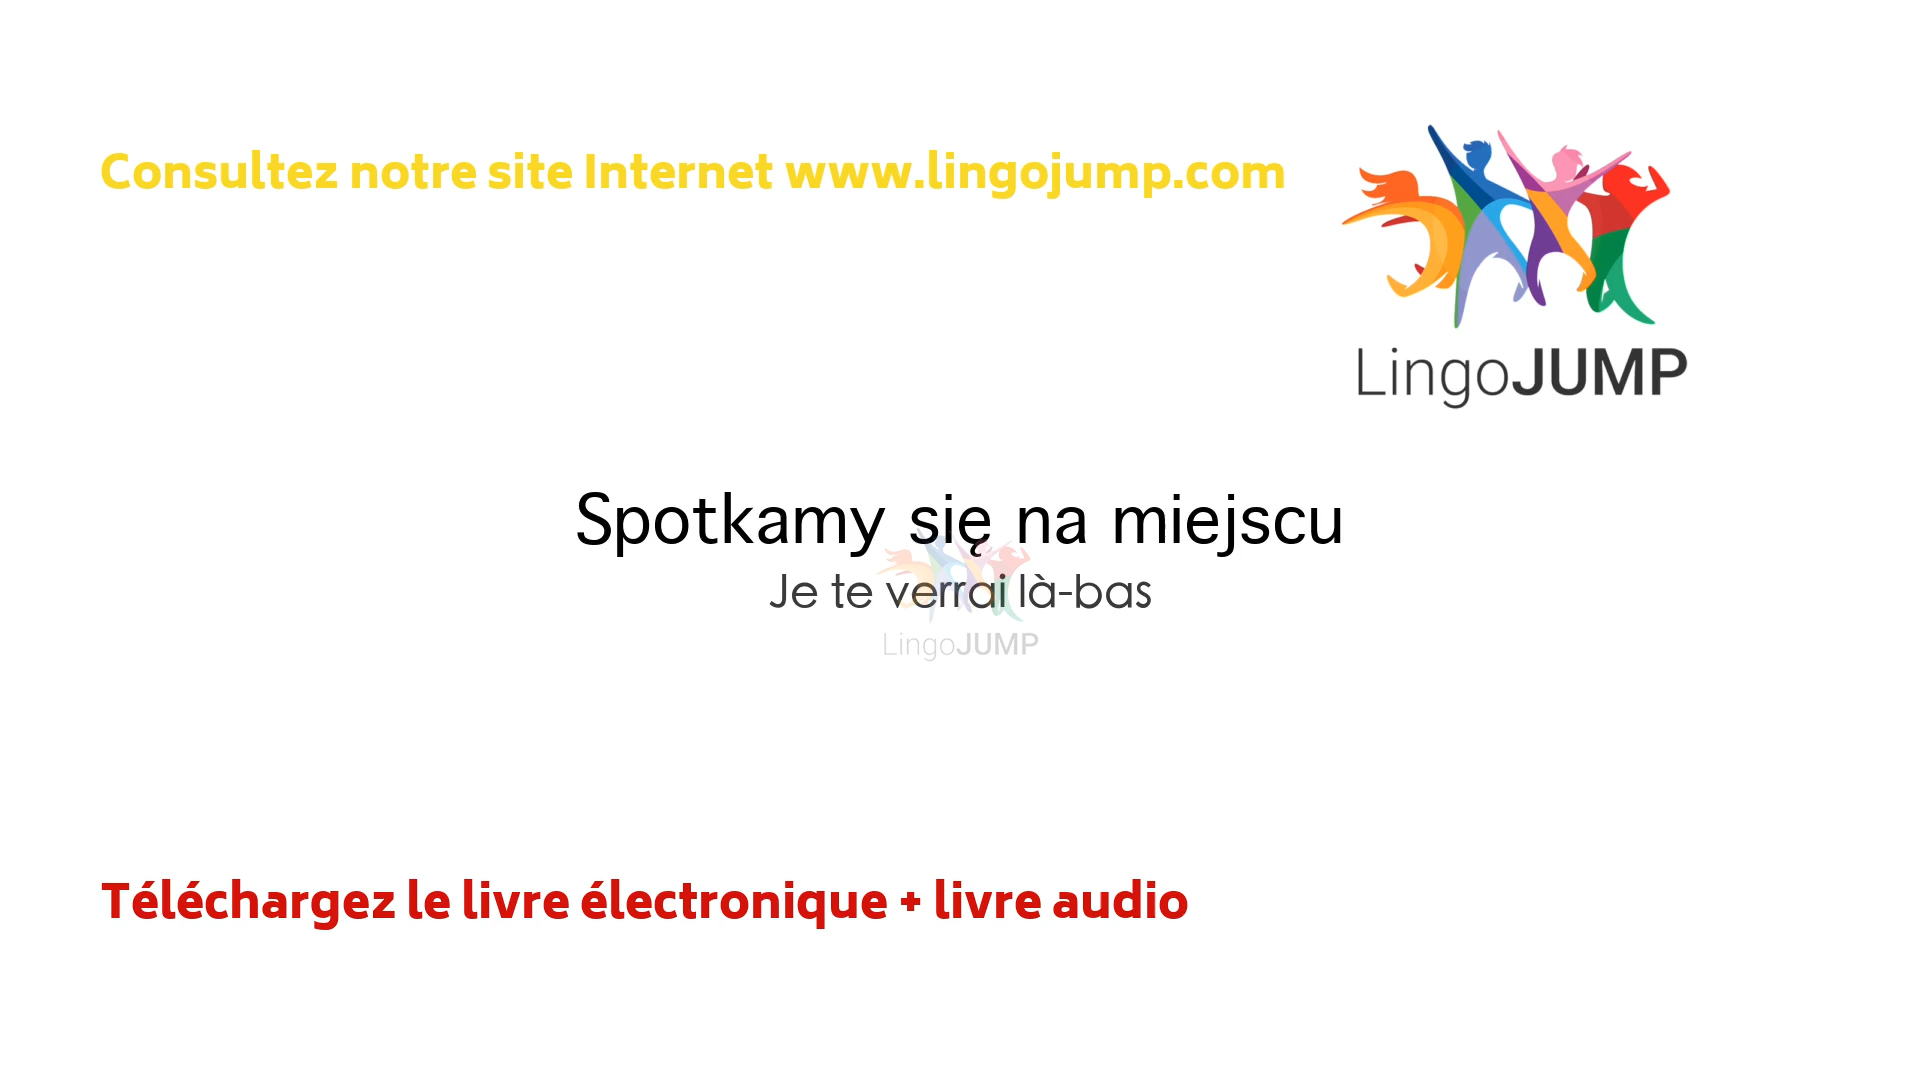 Consultez notre site Internet www.lingojump.com
LingoJUMP
Spotkamy się na miejscu
Je te verrai là-bas
LingoJUMP
Téléchargez le livre électronique + livre audio